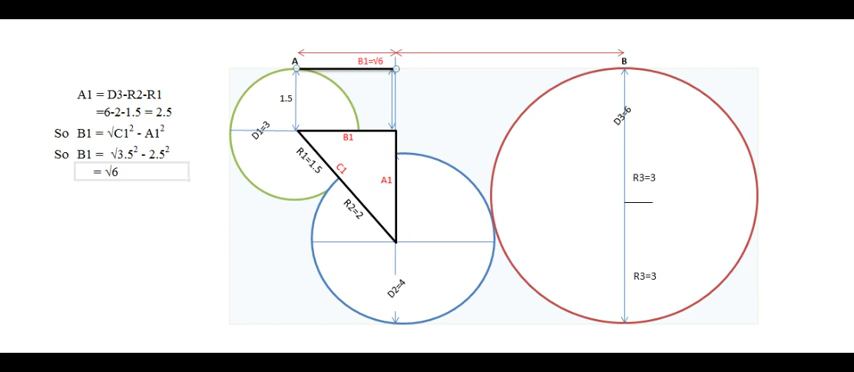 A1 = D3-R2-R1
=6-2-1.5 = 2.5
So B1 = √C1² - A1²
So B1 = √3.5² - 2.5²
= √6
A
B1=√6
B
1.5
D1=3
B1
R1=1.5
C1
A1
R2=2
D2=4
D3=6
R3=3
R3=3